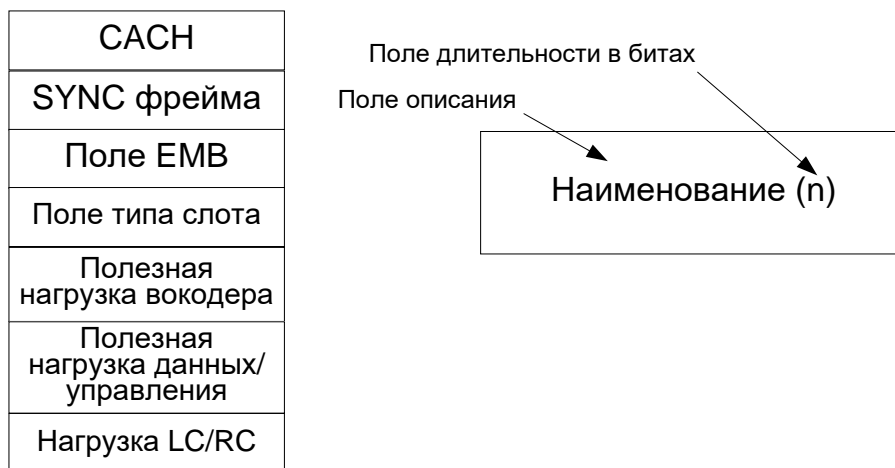 CACH
SYNC фрейма
Поле EMB
Поле типа слота
Полезная
нагрузка вокодера
Полезная
нагрузка данных/
управления
Нагрузка LC/RC
Поле длительности в битах
Поле описания
Наименование (n)